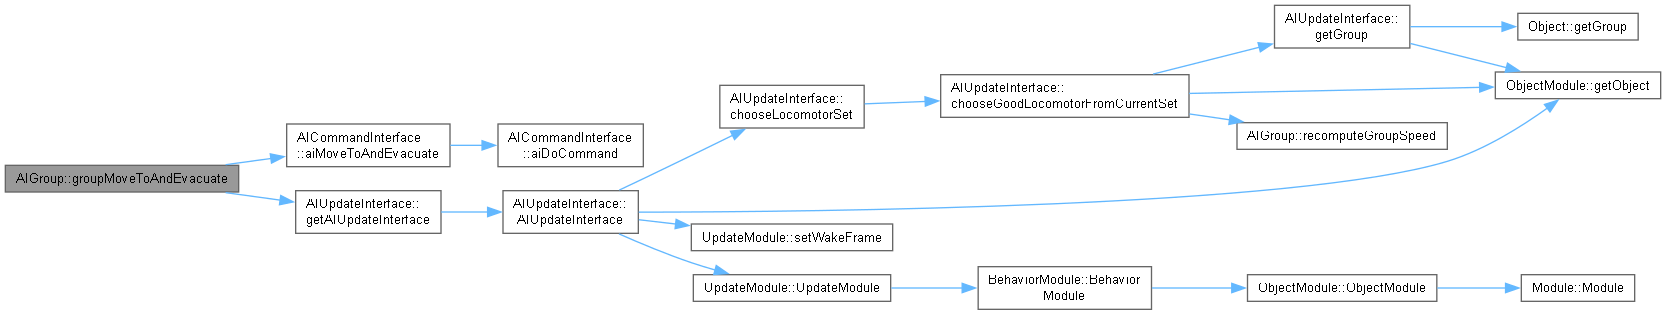 AIGroup::groupMoveToAndEvacuate
AICommandInterface
::aiMoveToAndEvacuate
AICommandInterface
::aiDoCommand
AIUpdateInterface::
getAIUpdateInterface
AIUpdateInterface::
AIUpdateInterface
AIUpdateInterface::
chooseLocomotorSet
AIUpdateInterface::
chooseGoodLocomotorFromCurrentSet
AIUpdateInterface::
getGroup
Object::getGroup
ObjectModule::getObject
AIGroup::recomputeGroupSpeed
UpdateModule::setWakeFrame
UpdateModule::UpdateModule
BehaviorModule::Behavior
Module
ObjectModule::ObjectModule
Module::Module